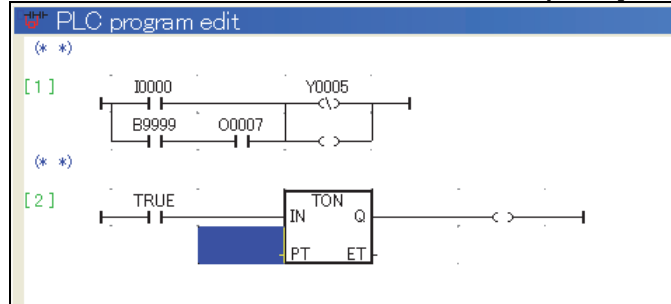 PLC program edit
(* *)
[1] I0000 Y0005
B9999 O0007
(* *)
[2] TRUE TON
IN Q
PT ET